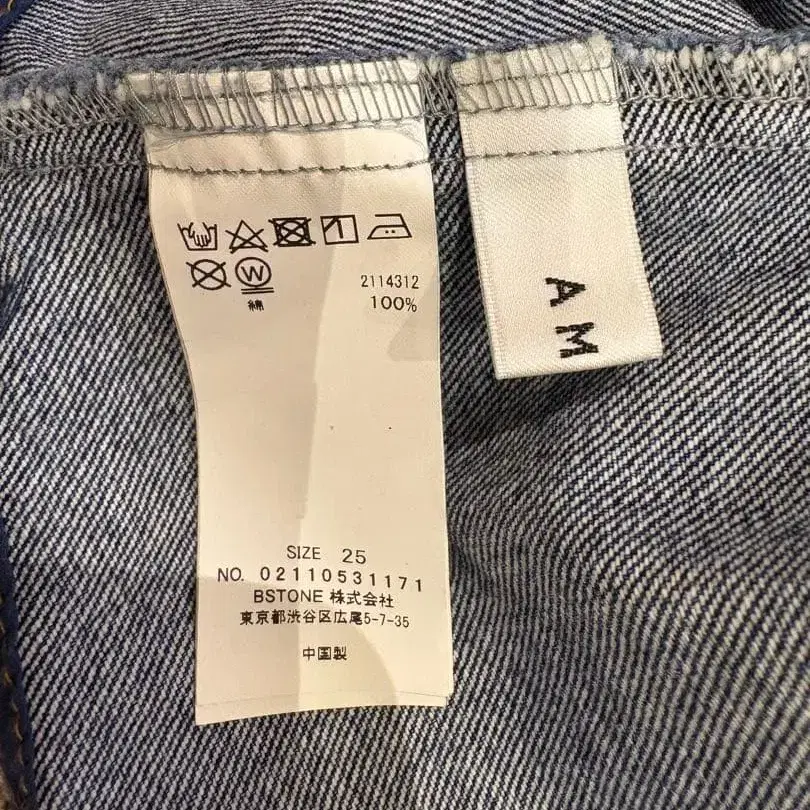 W
2114312
綿 100%
SIZE 25
NO. 02110531171
BSTONE 株式会社
東京都渋谷区広尾5-7-35
中国製
AM